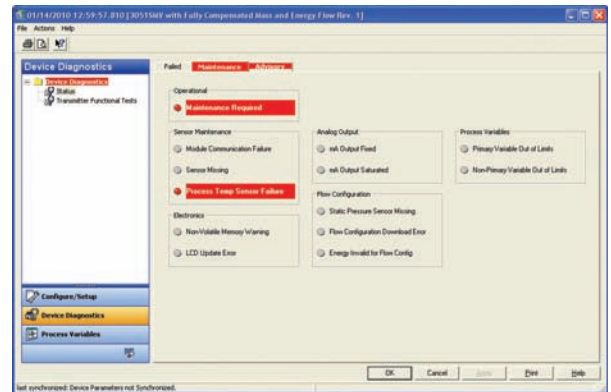 01/14/2010 12:59:57.810 [3051SMV with Fully Compensated Mass and Energy Flow Rev. 1]
File Actions Help
Device Diagnostics
Device Diagnostics
Status
Transmitter Functional Tests
Configure/Setup
Device Diagnostics
Process Variables
Failed Maintenance Advisory
Operational
Maintenance Required
Sensor Maintenance
Module Communication Failure
Sensor Missing
Process Temp Sensor Failure
Electronics
Non-Volatile Memory Warning
LCD Update Error
Analog Output
mA Output Fixed
mA Output Saturated
Flow Configuration
Static Pressure Sensor Missing
Flow Configuration Download Error
Energy Invalid for Flow Config
Process Variables
Primary Variable Out of Limits
Non-Primary Variable Out of Limits
OK Cancel Apply Print Help
last synchronized: Device Parameters not Synchronized.